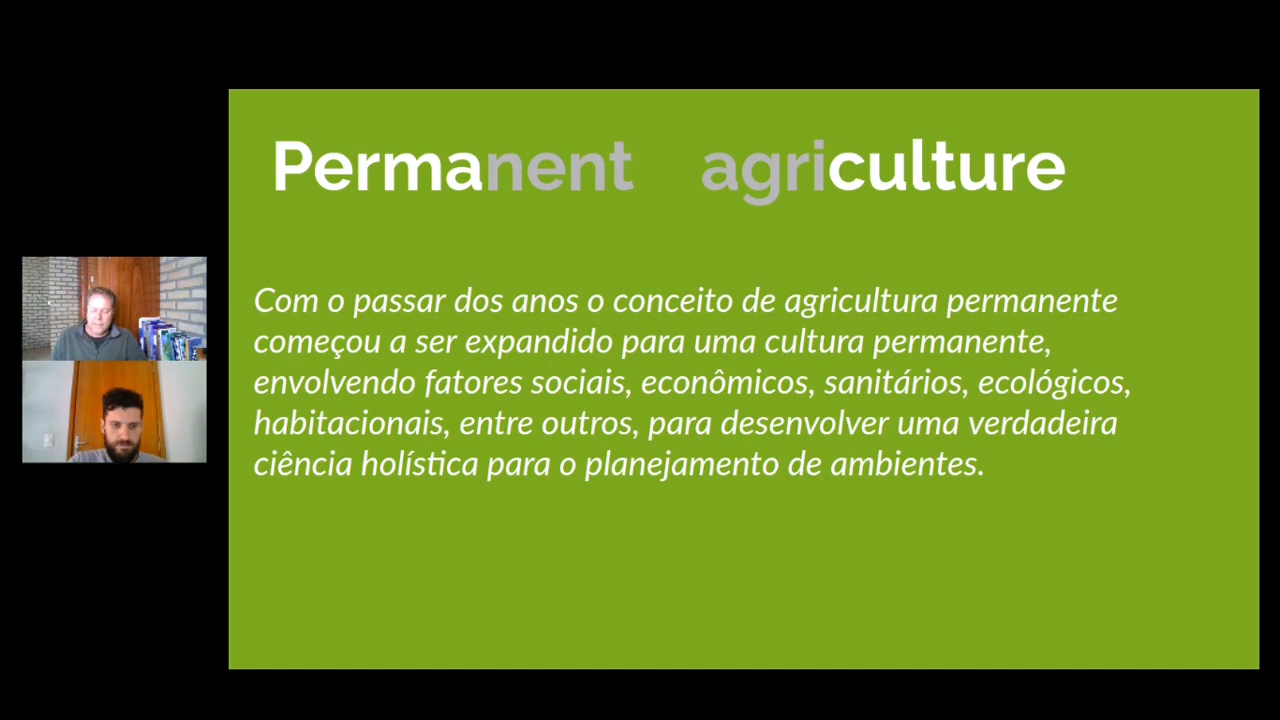 Permanent agriculture
Com o passar dos anos o conceito de agricultura permanente
começou a ser expandido para uma cultura permanente,
envolvendo fatores sociais, econômicos, sanitários, ecológicos,
habitacionais, entre outros, para desenvolver uma verdadeira
ciência holística para o planejamento de ambientes.